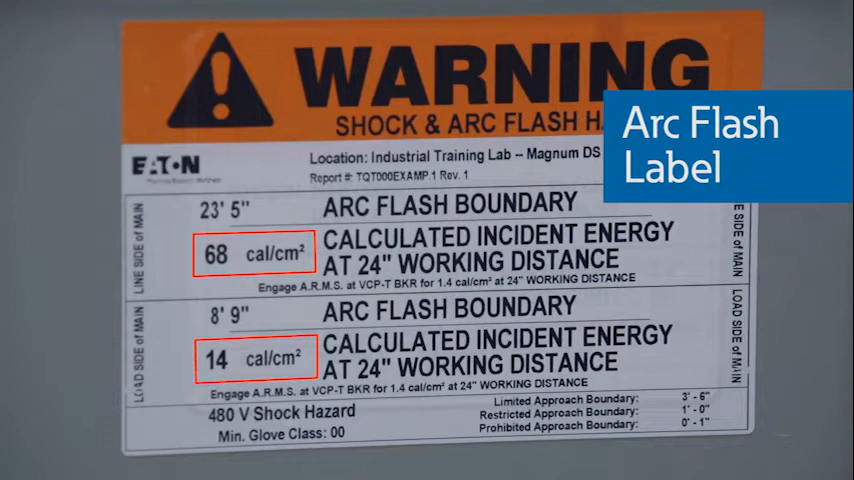 WARNING
SHOCK & ARC FLASH
Arc Flash
Label
EATON
Location: Industrial Training Lab -- Magnum DS
Report #: TQT000EXAMP.1 Rev. 1
LINE SIDE of MAIN
23' 5" ARC FLASH BOUNDARY
68 cal/cm² CALCULATED INCIDENT ENERGY
AT 24" WORKING DISTANCE
Engage A.R.M.S. at VCP-T BKR for 1.4 cal/cm² at 24" WORKING DISTANCE
E SIDE of MAIN
LOAD SIDE of MAIN
8' 9" ARC FLASH BOUNDARY
14 cal/cm² CALCULATED INCIDENT ENERGY
AT 24" WORKING DISTANCE
Engage A.R.M.S. at VCP-T BKR for 1.4 cal/cm² at 24" WORKING DISTANCE
LOAD SIDE of MAIN
480 V Shock Hazard
Min. Glove Class: 00
Limited Approach Boundary: 3' - 6"
Restricted Approach Boundary: 1' - 0"
Prohibited Approach Boundary: 0' - 1"